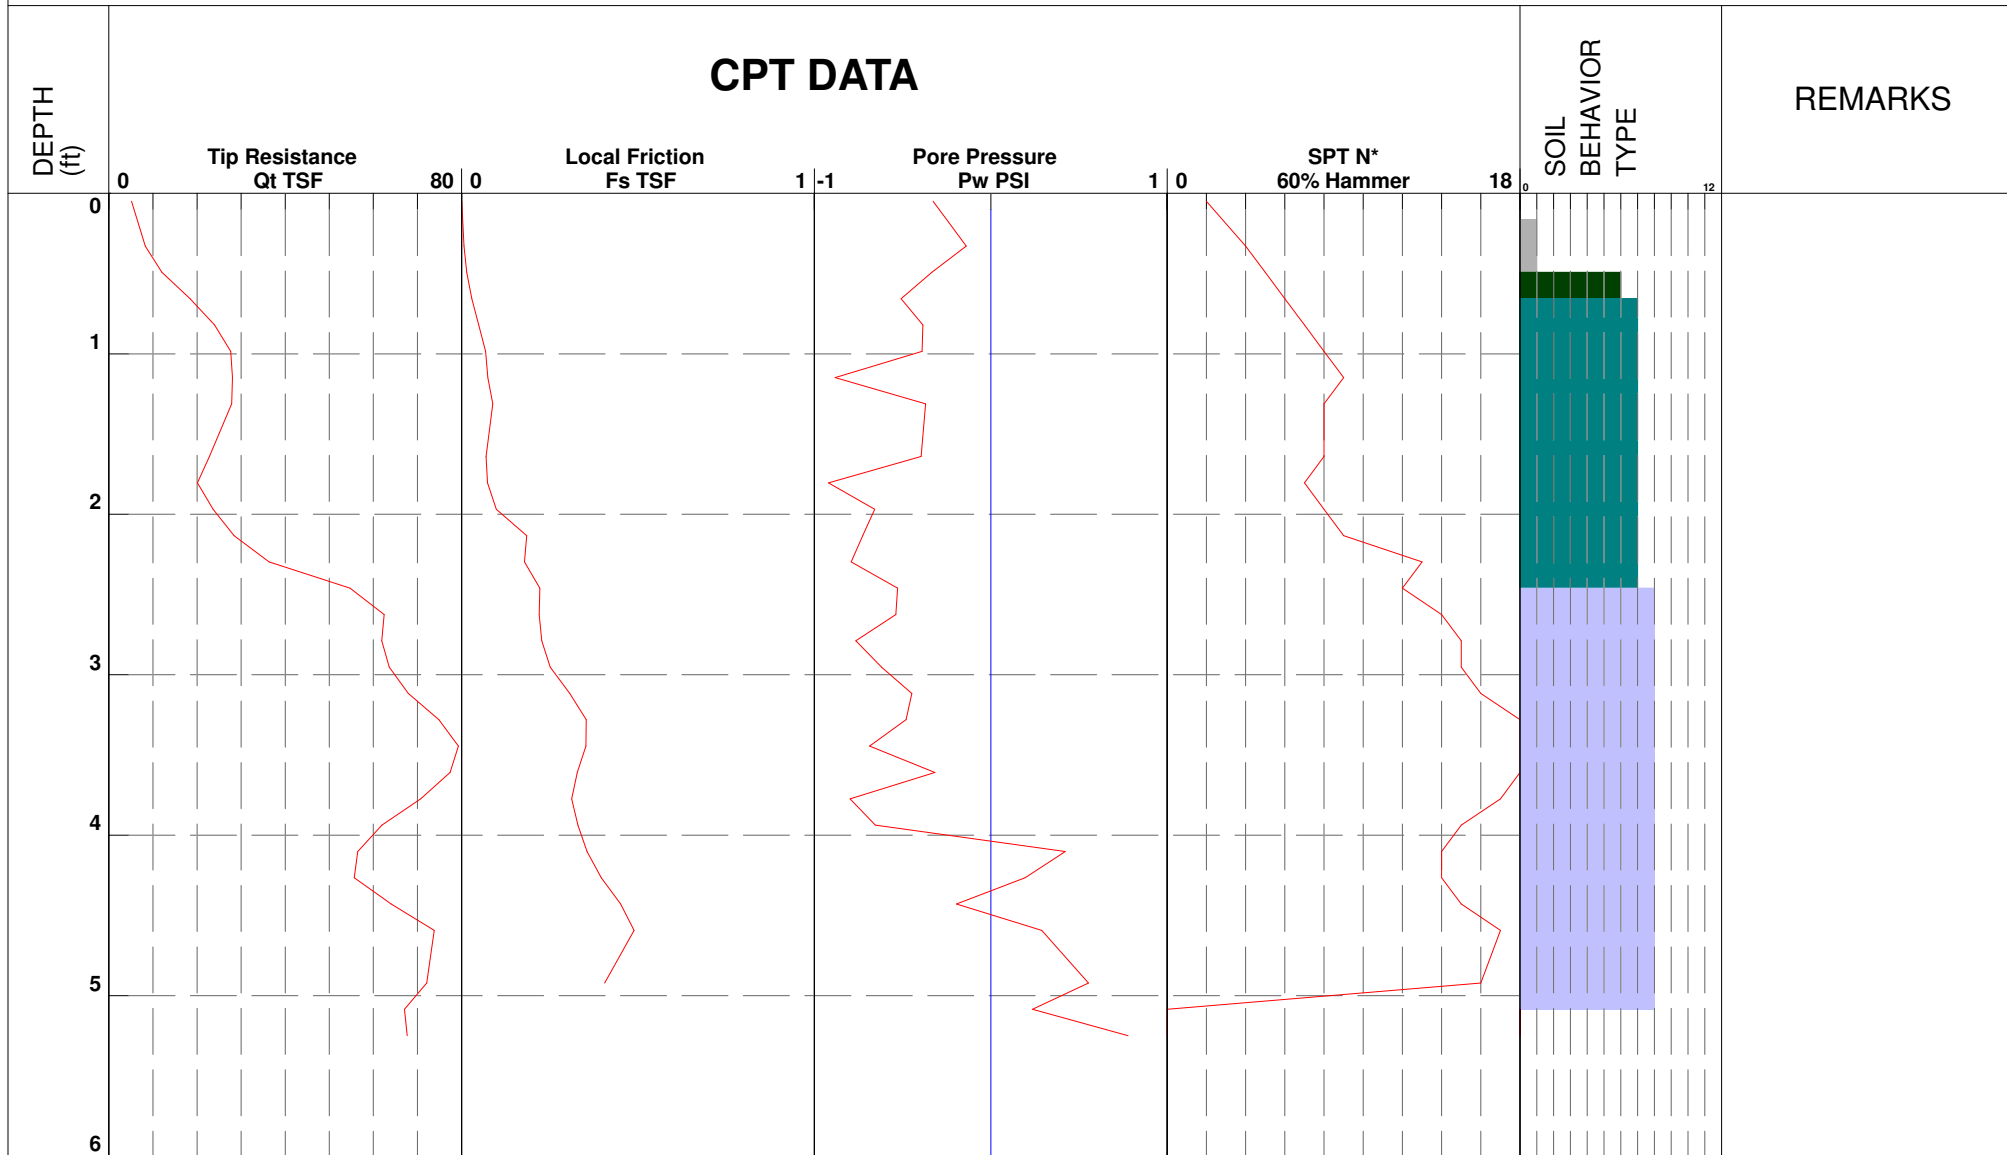 CPT DATA
DEPTH
(ft)
Tip Resistance
Qt TSF
0
80
Local Friction
Fs TSF
0
1
Pore Pressure
Pw PSI
-1
1
SPT N*
60% Hammer
0
18
SOIL
BEHAVIOR
TYPE
0
12
REMARKS
0
1
2
3
4
5
6